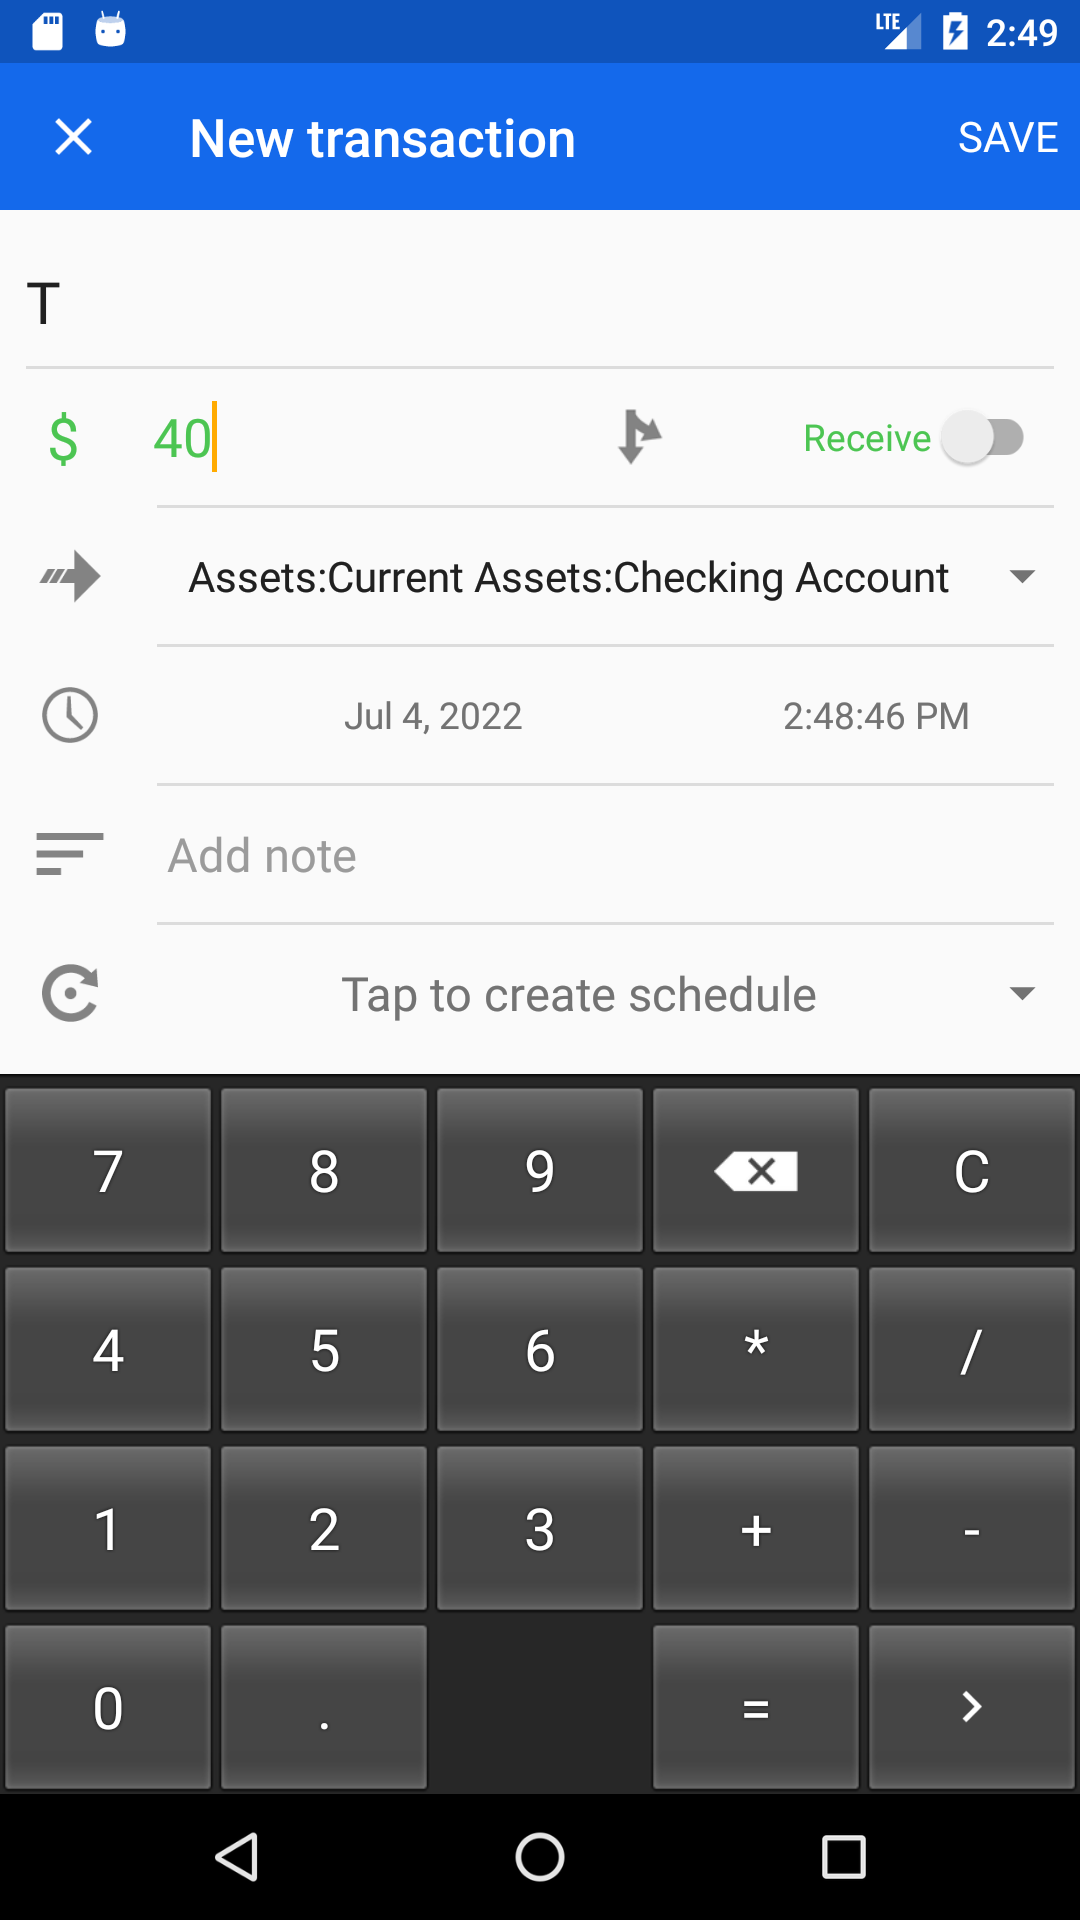 LTE 2:49
New transaction SAVE
T
$ 40 Receive
Assets:Current Assets:Checking Account
Jul 4, 2022 2:48:46 PM
Add note
Tap to create schedule
7 8 9 C
4 5 6 * /
1 2 3 + -
0 . = >